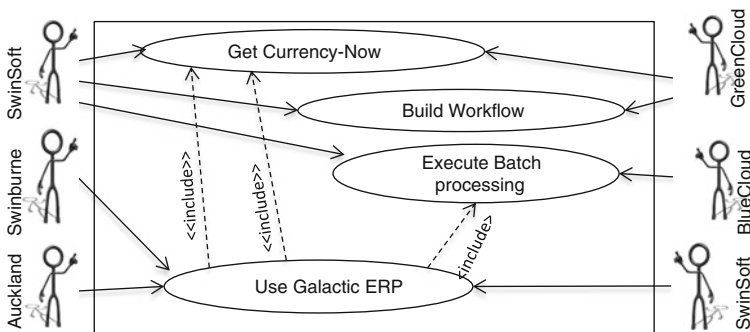 SwinSoft
Get Currency-Now
GreenCloud
Build Workflow
Swinburne
<<include>>
<<include>>
Execute Batch
processing
BlueCloud
<include>
Auckland
Use Galactic ERP
SwinSoft